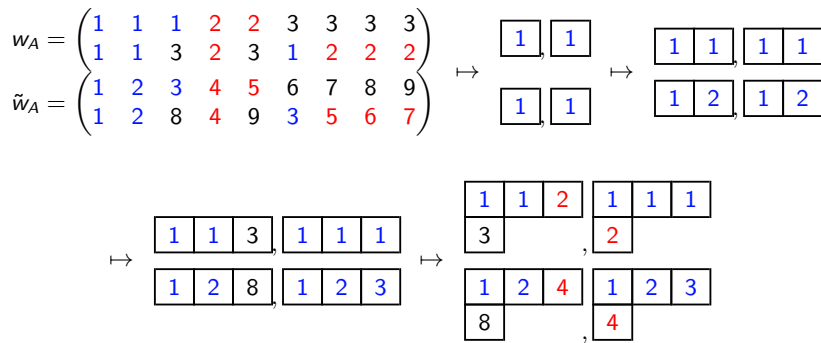 w_A = (1 1 1 2 2 3 3 3 3
1 1 3 2 3 1 2 2 2)
w̃_A = (1 2 3 4 5 6 7 8 9
1 2 8 4 9 3 5 6 7)
↦
1, 1
1, 1
↦
1 1, 1 1
1 2, 1 2
↦
1 1 3, 1 1 1
1 2 8, 1 2 3
↦
1 1 2 1 1 1
3 , 2
1 2 4 1 2 3
8 , 4